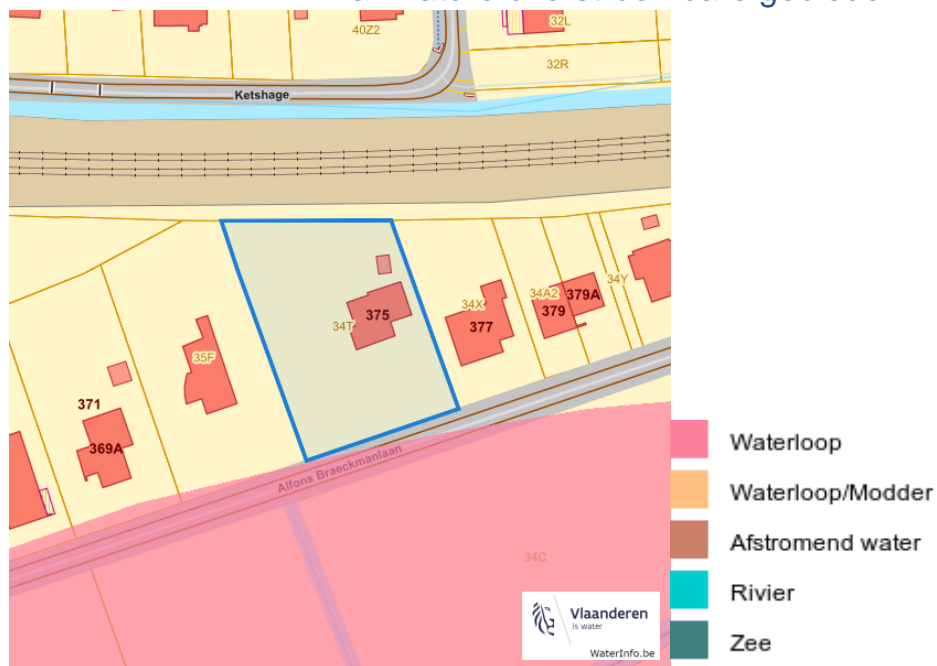 40Z2
32L
32R
Ketshage
34Y
34A2
379A
34X
379
375
377
34T
35F
371
369A
Alfons Braeckmanlaan
34C
Vlaanderen
is water
WaterInfo.be
Waterloop
Waterloop/Modder
Afstromend water
Rivier
Zee